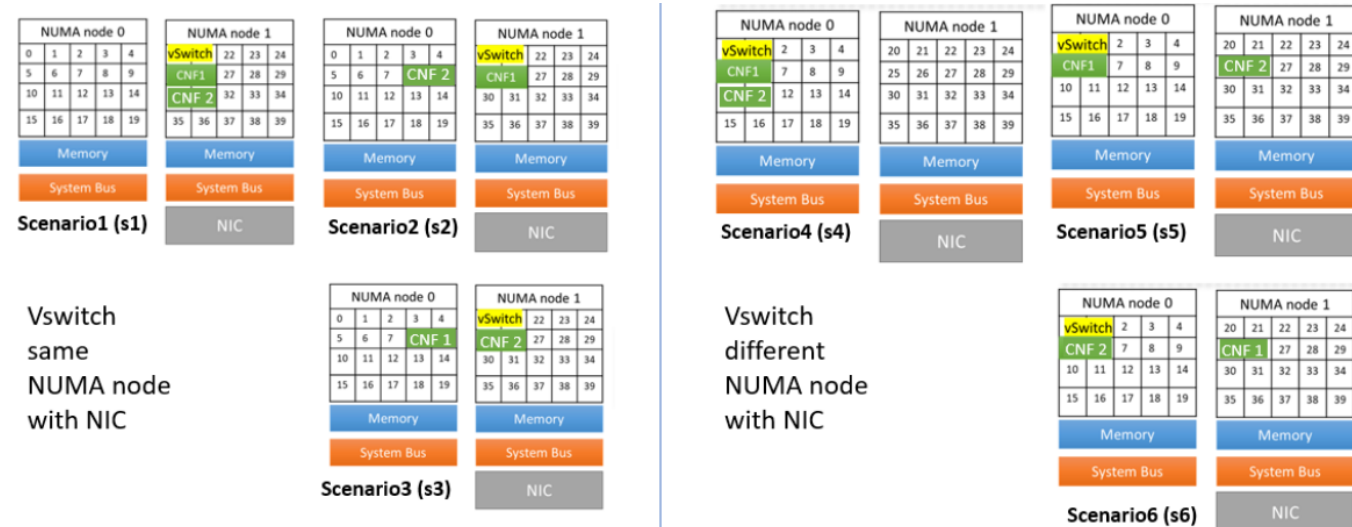 NUMA node 0
0 1 2 3 4
5 6 7 8 9
10 11 12 13 14
15 16 17 18 19
Memory
System Bus
Scenario1 (s1)
NUMA node 1
vSwitch 22 23 24
CNF1 27 28 29
CNF 2 32 33 34
35 36 37 38 39
Memory
System Bus
NIC
NUMA node 0
0 1 2 3 4
5 6 7 CNF 2
10 11 12 13 14
15 16 17 18 19
Memory
System Bus
Scenario2 (s2)
NUMA node 1
vSwitch 22 23 24
CNF1 27 28 29
30 31 32 33 34
35 36 37 38 39
Memory
System Bus
NIC
Vswitch
same
NUMA node
with NIC
NUMA node 0
0 1 2 3 4
5 6 7 CNF 1
10 11 12 13 14
15 16 17 18 19
Memory
System Bus
Scenario3 (s3)
NUMA node 1
vSwitch 22 23 24
CNF 2 27 28 29
30 31 32 33 34
35 36 37 38 39
Memory
System Bus
NIC
NUMA node 0
vSwitch 2 3 4
CNF1 7 8 9
CNF 2 12 13 14
15 16 17 18 19
Memory
System Bus
Scenario4 (s4)
NUMA node 1
20 21 22 23 24
25 26 27 28 29
30 31 32 33 34
35 36 37 38 39
Memory
System Bus
NIC
NUMA node 0
vSwitch 2 3 4
CNF1 7 8 9
10 11 12 13 14
15 16 17 18 19
Memory
System Bus
Scenario5 (s5)
NUMA node 1
20 21 22 23 24
CNF 2 27 28 29
30 31 32 33 34
35 36 37 38 39
Memory
System Bus
NIC
Vswitch
different
NUMA node
with NIC
NUMA node 0
vSwitch 2 3 4
CNF 2 7 8 9
10 11 12 13 14
15 16 17 18 19
Memory
System Bus
Scenario6 (s6)
NUMA node 1
20 21 22 23 24
CNF 1 27 28 29
30 31 32 33 34
35 36 37 38 39
Memory
System Bus
NIC